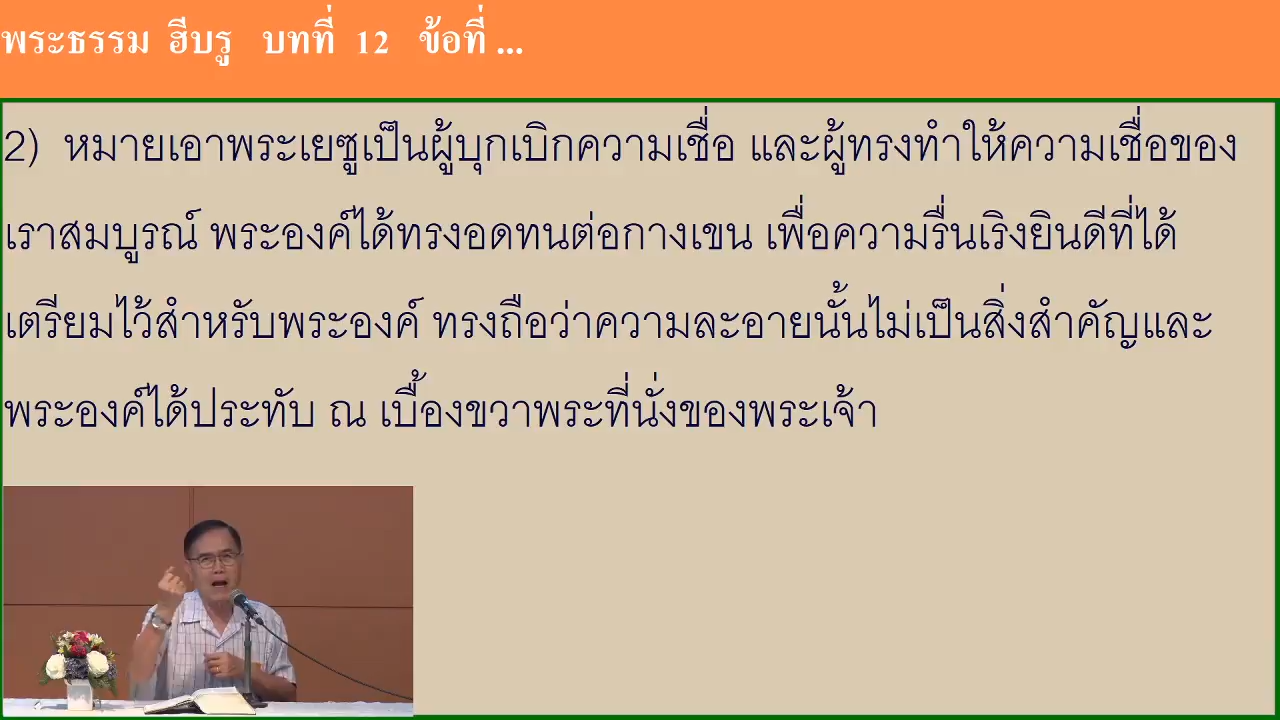 พระธรรม ฮีบรู บทที่ 12 ข้อที่ ...
2) หมายเอาพระเยซูเป็นผู้บุกเบิกความเชื่อ และผู้ทรงทำให้ความเชื่อของ
เราสมบูรณ์ พระองค์ได้ทรงอดทนต่อกางเขน เพื่อความรื่นเริงยินดีที่ได้
เตรียมไว้สำหรับพระองค์ ทรงถือว่าความละอายนั้นไม่เป็นสิ่งสำคัญและ
พระองค์ได้ประทับ ณ เบื้องขวาพระที่นั่งของพระเจ้า